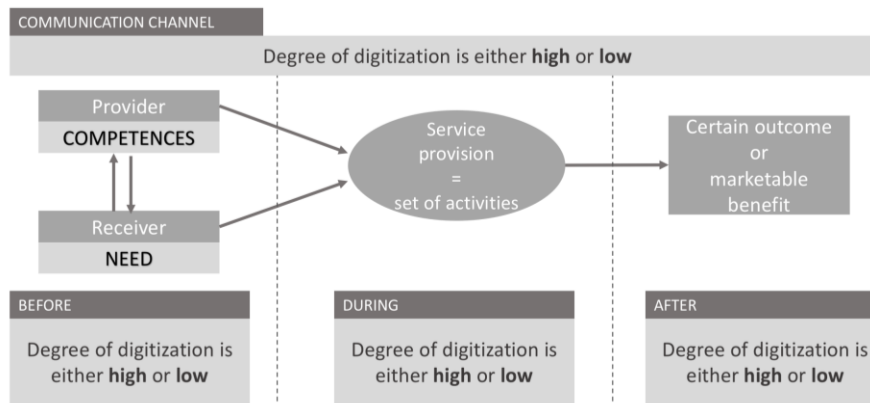 COMMUNICATION CHANNEL
Degree of digitization is either high or low
Provider
COMPETENCES
Receiver
NEED
Service
provision
=
set of activities
Certain outcome
or
marketable
benefit
BEFORE
Degree of digitization is
either high or low
DURING
Degree of digitization is
either high or low
AFTER
Degree of digitization is
either high or low